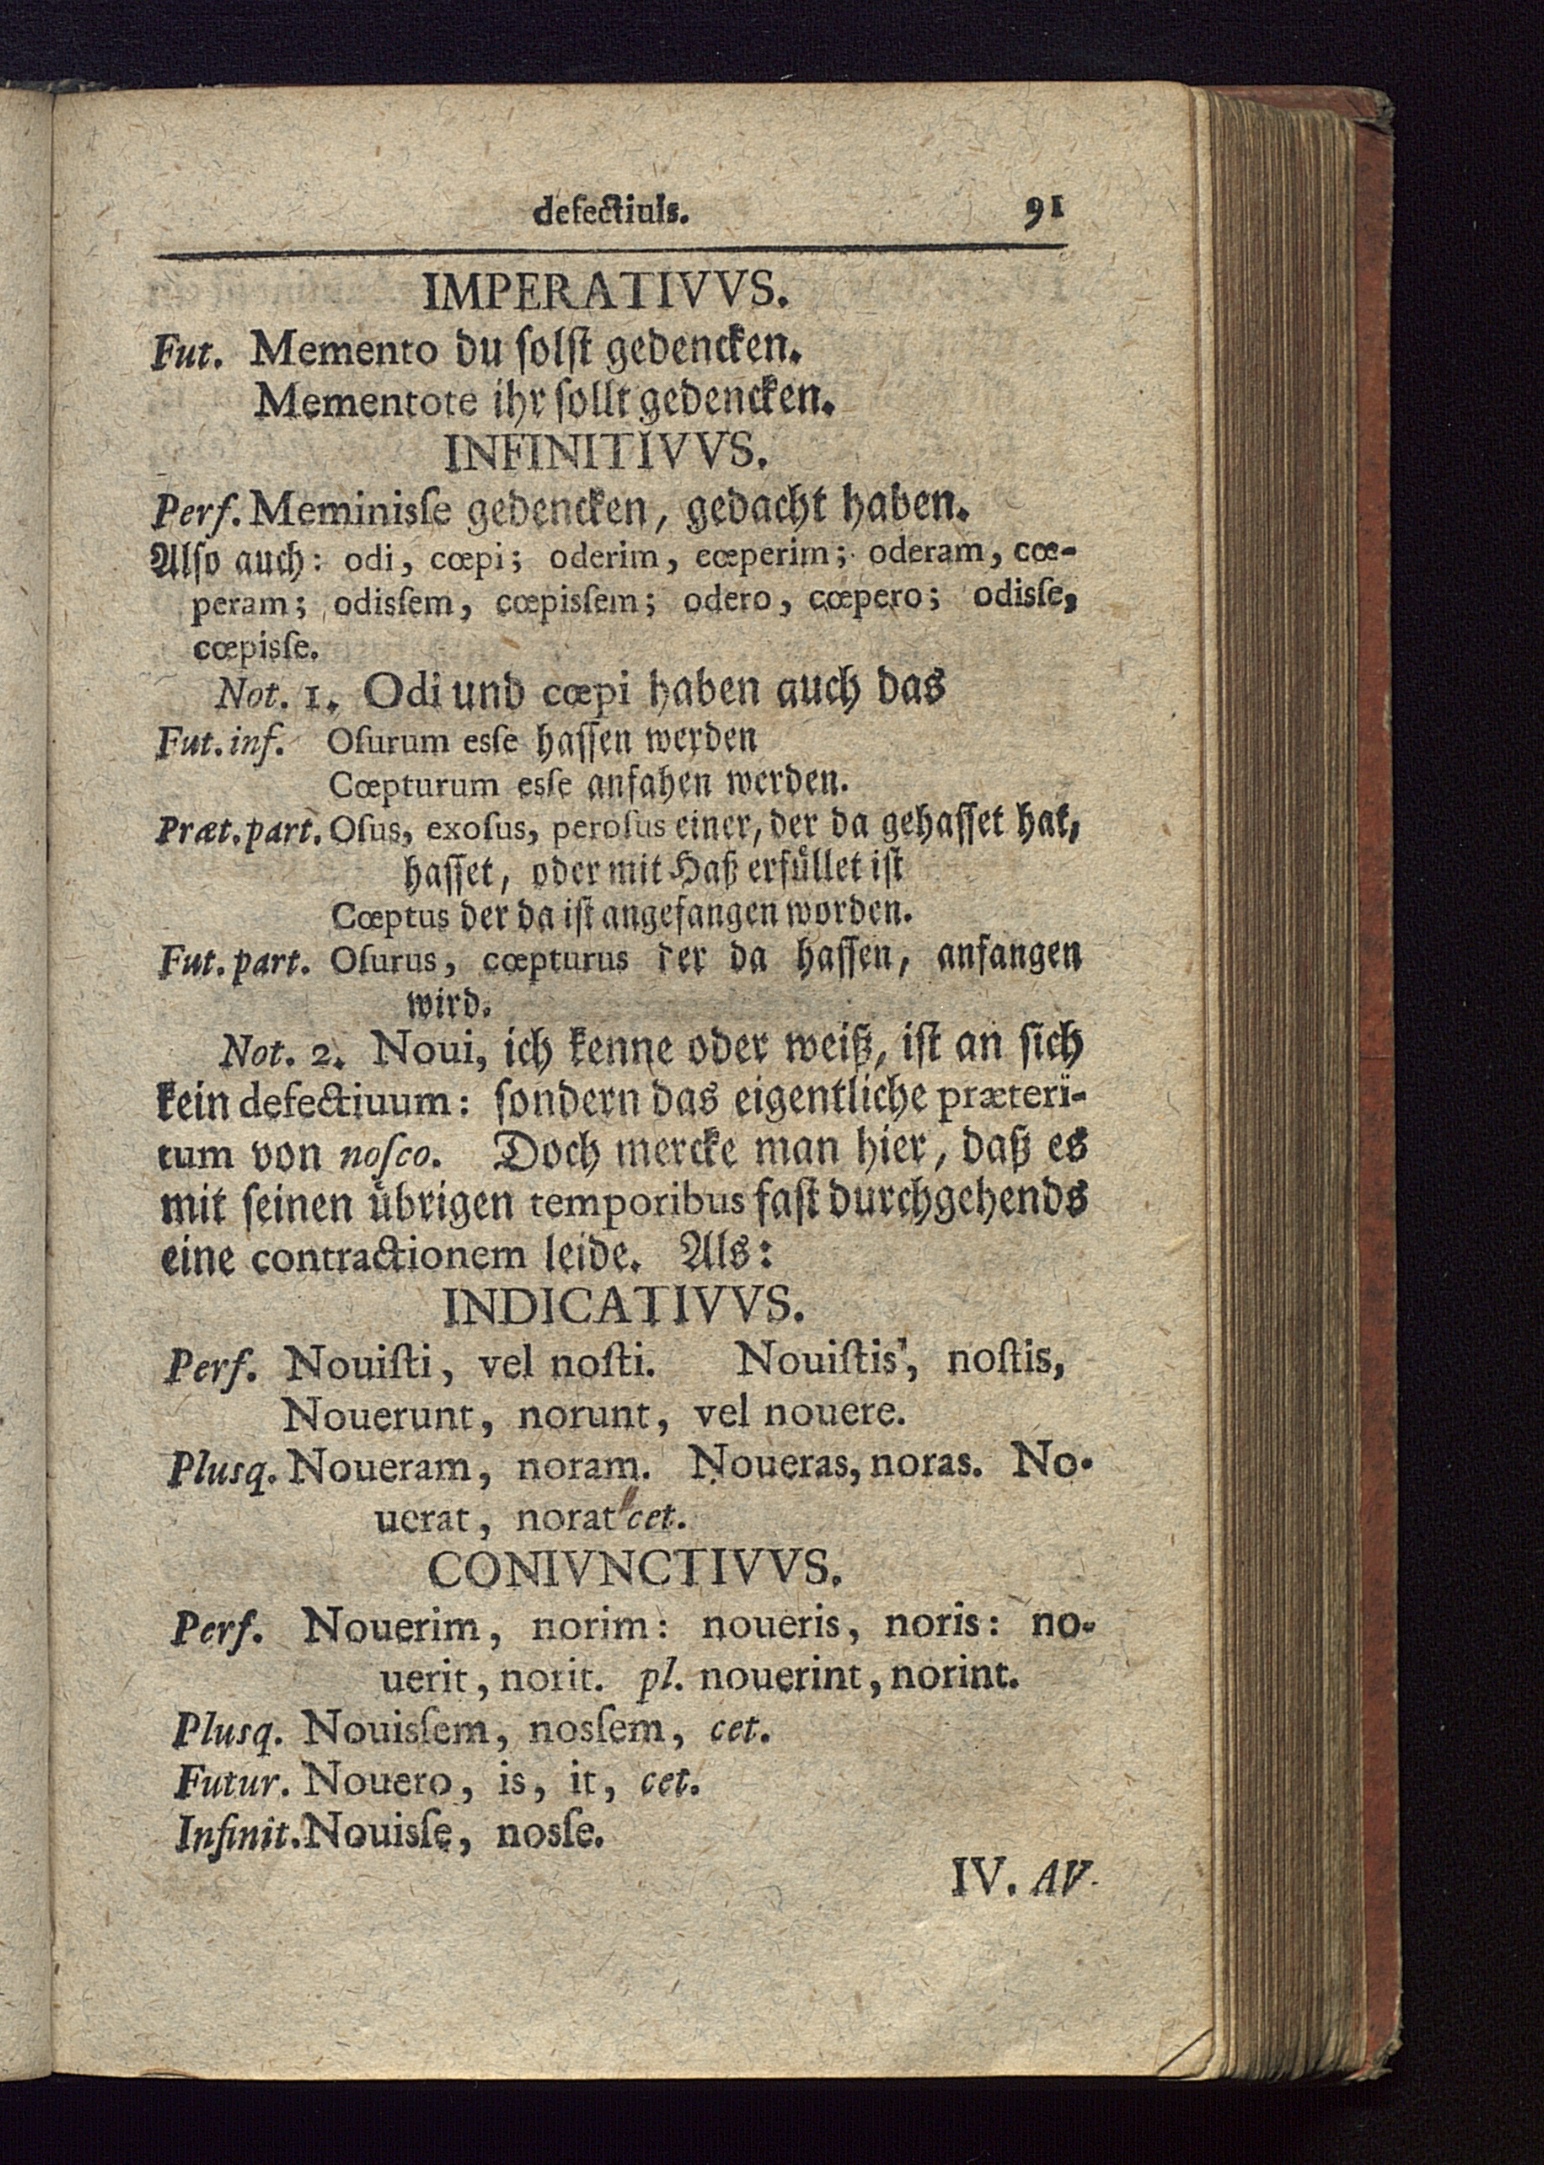 defectiuis. 91
IMPERATIVVS.
Fut. Memento du ſolſt gedencken.
Mementote ihr ſollt gedencken.
INFINITIVVS.
Perf. Meminisſe gedencken, gedacht haben.
Alſo auch: odi, cœpi; oderim, eœperim; oderam, cœ-
peram; odisſem, cœpisſem; odero, cœpero; odisſe,
cœpisſe.
Not. 1. Odi und cœpi haben auch das
Fut. inf. Oſurum esſe haſſen werden
Cœpturum esſe anfahen werden.
Præt. part. Oſus, exoſus, peroſus einer, der da gehaſſet hat,
haſſet, oder mit Haß erfüllet iſt
Cœptus der da iſt angefangen worden.
Fut. part. Oſurus, cœpturus der da haſſen, anfangen
wird.
Not. 2. Noui, ich kenne oder weiß, iſt an ſich
kein defectiuum: ſondern das eigentliche præteri-
tum von noſco. Doch mercke man hier, daß es
mit ſeinen übrigen temporibus faſt durchgehends
eine contractionem leide. Als:
INDICATIVVS.
Perf. Nouiſti, vel noſti. Nouiſtis, noſtis,
Nouerunt, norunt, vel nouere.
Plusq. Noueram, noram. Noueras, noras. No-
uerat, norat cet.
CONIVNCTIVVS.
Perf. Nouerim, norim: noueris, noris: no-
uerit, norit. pl. nouerint, norint.
Plusq. Nouisſem, nosſem, cet.
Futur. Nouero, is, it, cet.
Infinit. Nouisſe, nosſe.
IV. AV-